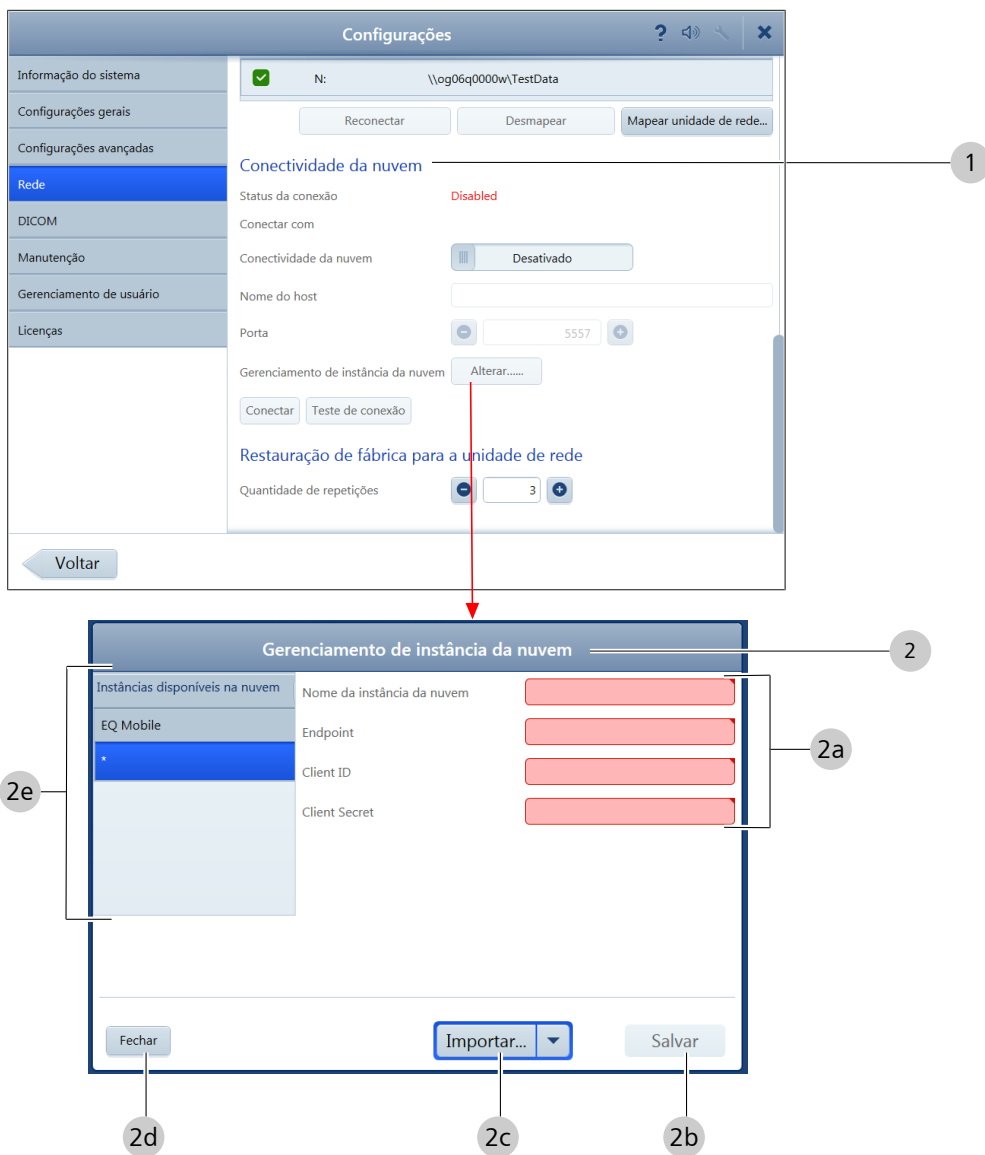 Configurações ?
Informação do sistema
Configurações gerais
Configurações avançadas
Rede
DICOM
Manutenção
Gerenciamento de usuário
Licenças
N: \\og06q0000w\TestData
Reconectar Desmapear Mapear unidade de rede...
Conectividade da nuvem
1
Status da conexão Disabled
Conectar com
Conectividade da nuvem Desativado
Nome do host
Porta 5557
Gerenciamento de instância da nuvem Alterar......
Conectar Teste de conexão
Restauração de fábrica para a unidade de rede
Quantidade de repetições 3
Voltar
Gerenciamento de instância da nuvem
2
Instâncias disponíveis na nuvem
EQ Mobile
*
Nome da instância da nuvem
Endpoint
Client ID
Client Secret
2a
2e
Fechar Importar... Salvar
2d 2c 2b